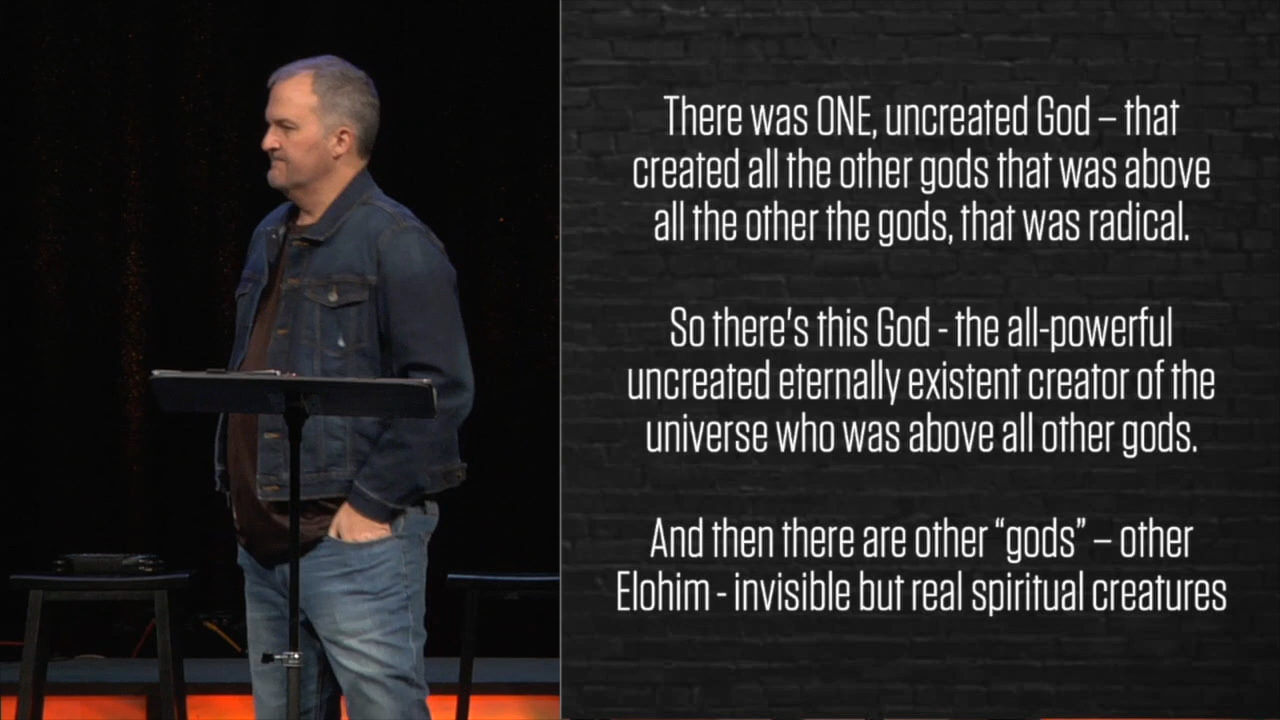 There was ONE, uncreated God – that
created all the other gods that was above
all the other the gods, that was radical.
So there's this God - the all-powerful
uncreated eternally existent creator of the
universe who was above all other gods.
And then there are other “gods” – other
Elohim - invisible but real spiritual creatures